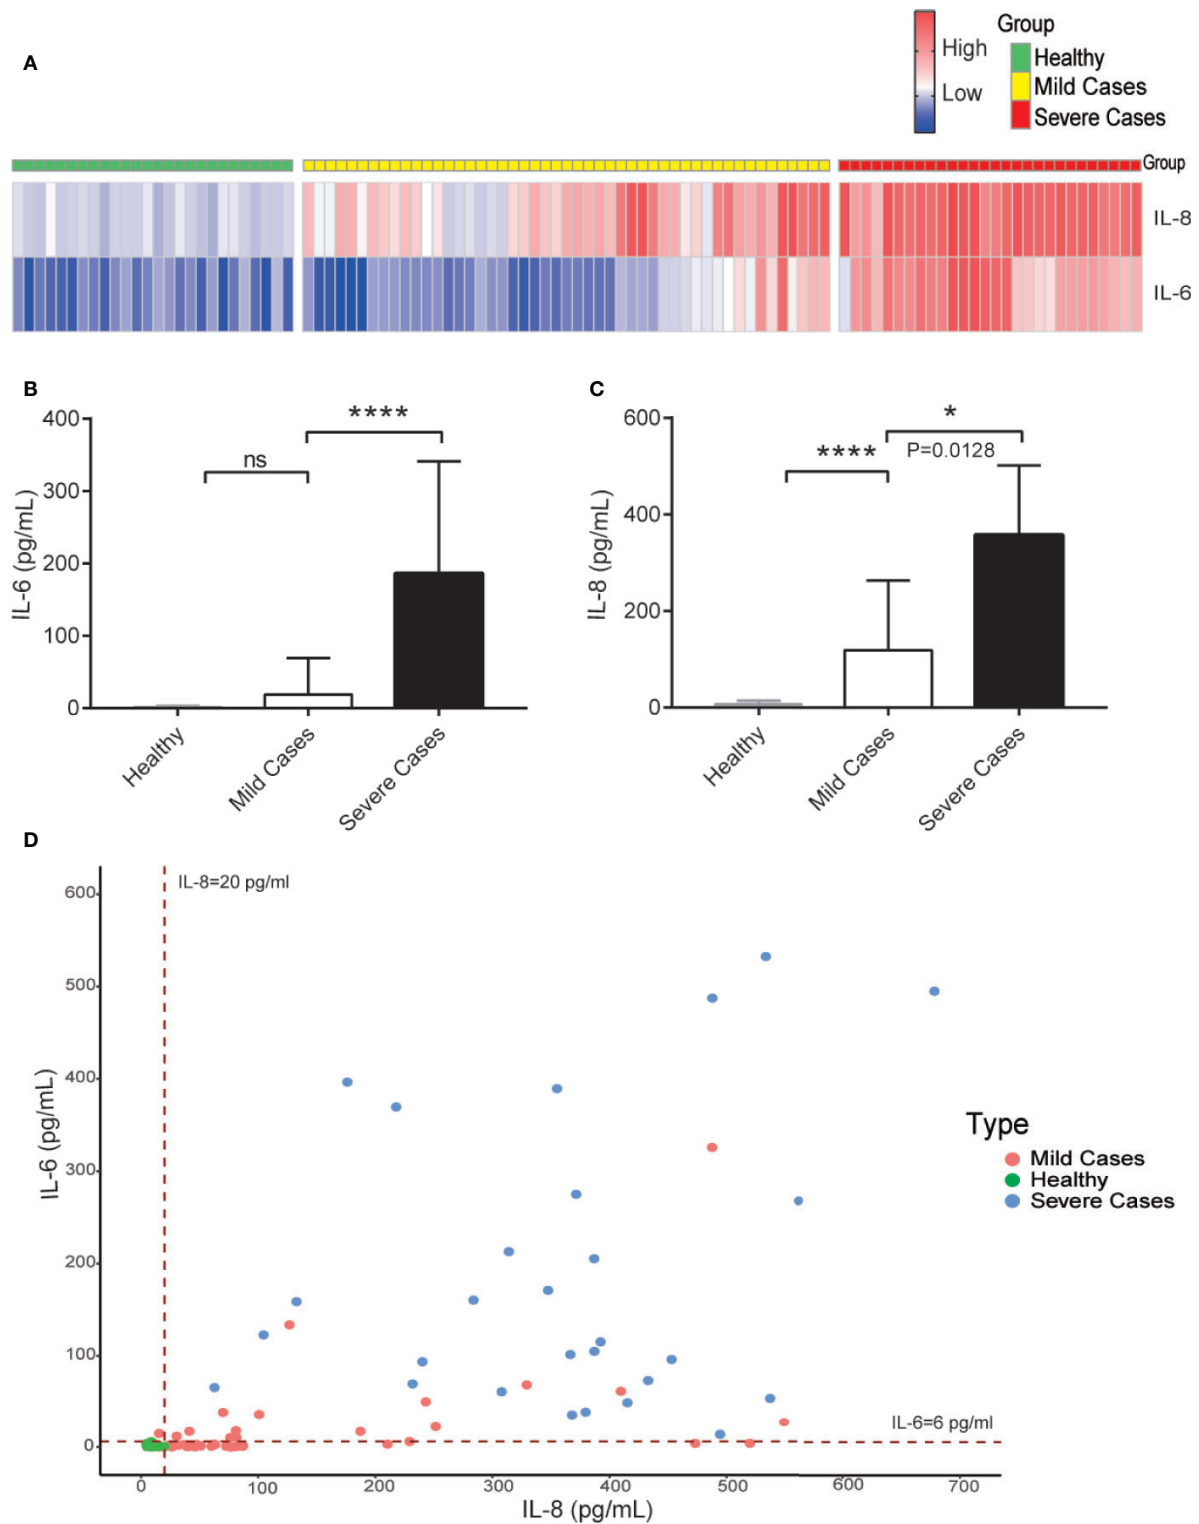 A
High
Low
Group
Healthy
Mild Cases
Severe Cases
Group
IL-8
IL-6
B
400
300
200
100
0
IL-6 (pg/mL)
ns
****
Healthy
Mild Cases
Severe Cases
C
600
400
200
0
IL-8 (pg/mL)
****
*
P=0.0128
Healthy
Mild Cases
Severe Cases
D
600
500
400
300
200
100
0
IL-6 (pg/mL)
IL-8=20 pg/ml
IL-6=6 pg/ml
0
100
200
300
400
500
600
700
IL-8 (pg/mL)
Type
Mild Cases
Healthy
Severe Cases